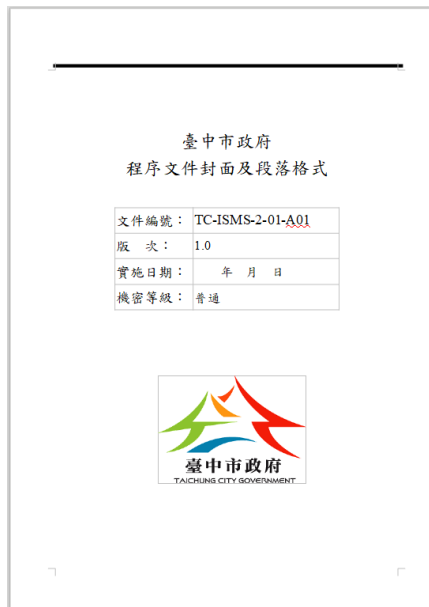 臺中市政府
程序文件封面及段落格式
文件編號： TC-ISMS-2-01-A01
版　次： 1.0
實施日期： 年　月　日
機密等級： 普通
臺中市政府
TAICHUNG CITY GOVERNMENT